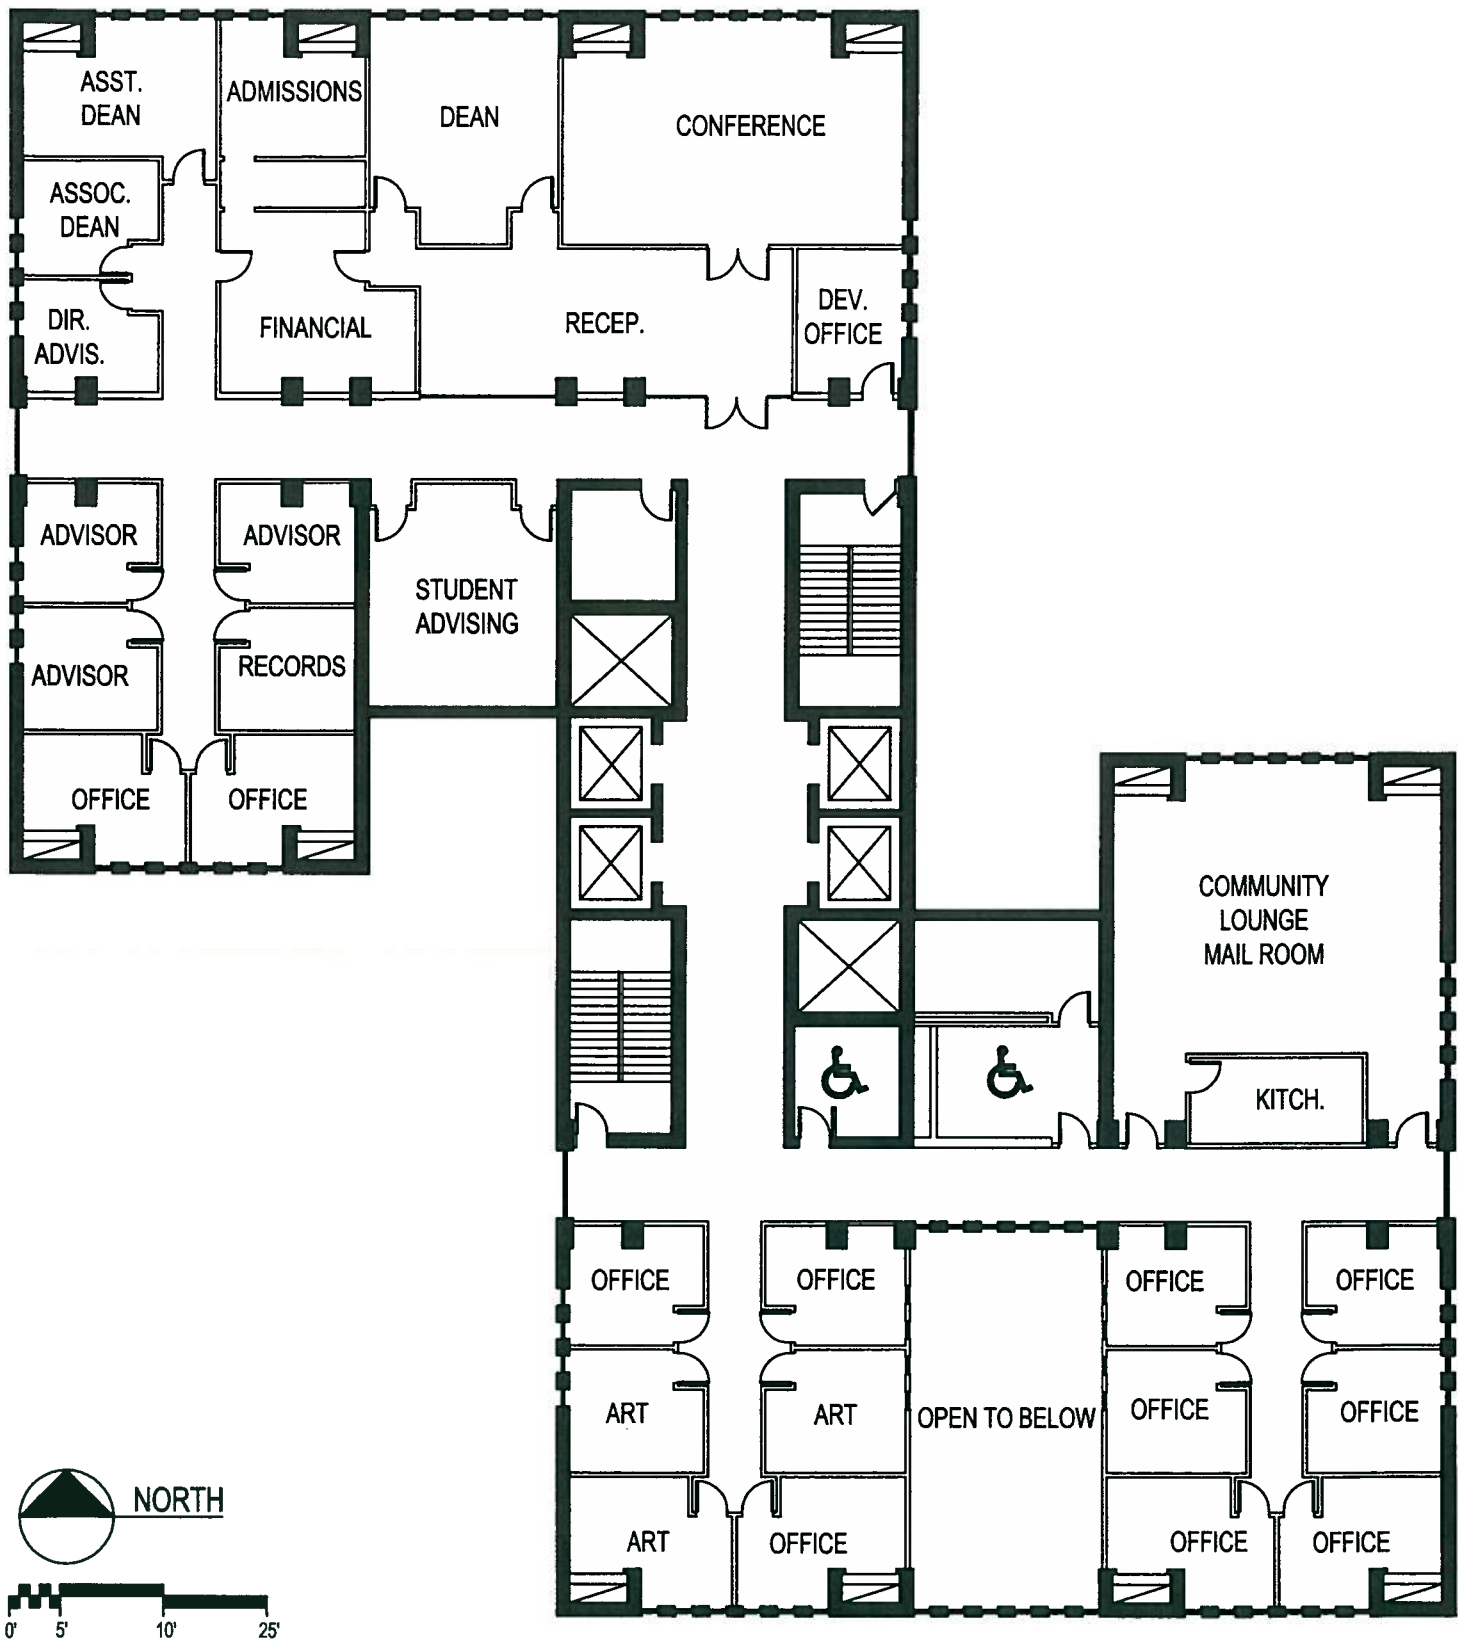 ASST.
DEAN
ADMISSIONS
DEAN
CONFERENCE
ASSOC.
DEAN
DIR.
ADVIS.
FINANCIAL
RECEP.
DEV.
OFFICE
ADVISOR
ADVISOR
STUDENT
ADVISING
ADVISOR
RECORDS
OFFICE
OFFICE
COMMUNITY
LOUNGE
MAIL ROOM
KITCH.
OFFICE
OFFICE
OFFICE
OFFICE
ART
ART
OPEN TO BELOW
OFFICE
OFFICE
ART
OFFICE
OFFICE
OFFICE
NORTH
0' 5' 10' 25'